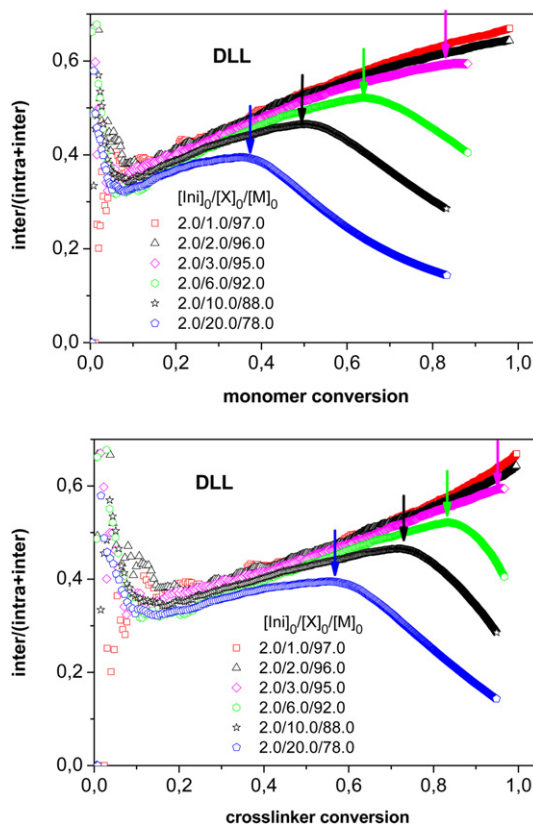 DLL
inter/(intra+inter)
0,6
0,4
0,2
0,0
[Ini]0/[X]0/[M]0
2.0/1.0/97.0
2.0/2.0/96.0
2.0/3.0/95.0
2.0/6.0/92.0
2.0/10.0/88.0
2.0/20.0/78.0
0,0 0,2 0,4 0,6 0,8 1,0
monomer conversion
DLL
inter/(intra+inter)
0,6
0,4
0,2
0,0
[Ini]0/[X]0/[M]0
2.0/1.0/97.0
2.0/2.0/96.0
2.0/3.0/95.0
2.0/6.0/92.0
2.0/10.0/88.0
2.0/20.0/78.0
0,0 0,2 0,4 0,6 0,8 1,0
crosslinker conversion